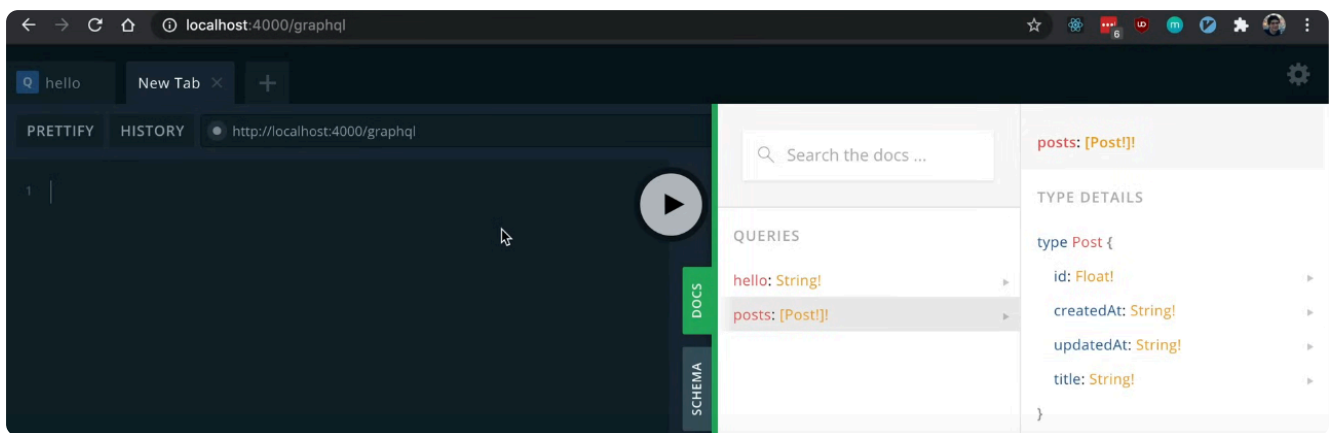 localhost:4000/graphql
6
Q hello
New Tab
PRETTIFY
HISTORY
http://localhost:4000/graphql
1
DOCS
SCHEMA
Search the docs ...
QUERIES
hello: String!
posts: [Post!]!
posts: [Post!]!
TYPE DETAILS
type Post {
id: Float!
createdAt: String!
updatedAt: String!
title: String!
}